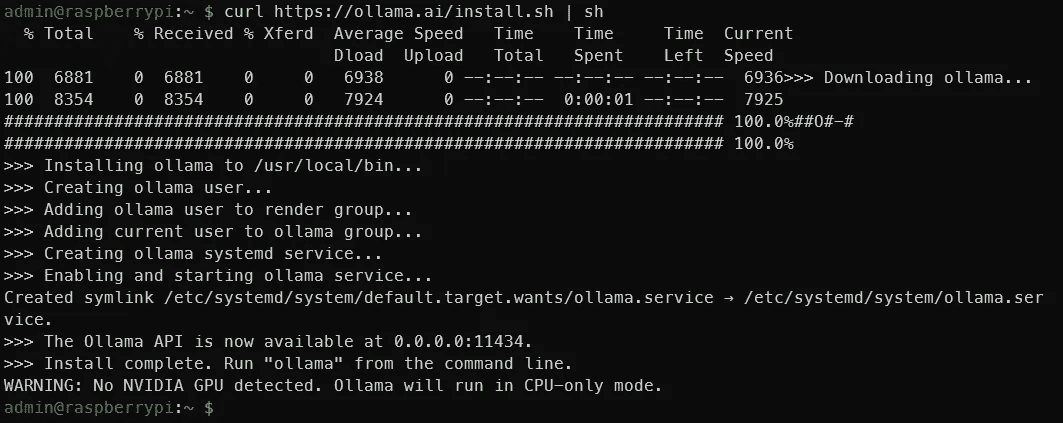 admin@raspberrypi:~ $ curl https://ollama.ai/install.sh | sh
  % Total    % Received % Xferd  Average Speed   Time    Time     Time  Current
                                 Dload  Upload   Total   Spent    Left  Speed
100  6881    0  6881    0     0   6938      0 --:--:-- --:--:-- --:--:--  6936>>> Downloading ollama...
100  8354    0  8354    0     0   7924      0 --:--:--  0:00:01 --:--:--  7925
######################################################################## 100.0%##O#-#
######################################################################## 100.0%
>>> Installing ollama to /usr/local/bin...
>>> Creating ollama user...
>>> Adding ollama user to render group...
>>> Adding current user to ollama group...
>>> Creating ollama systemd service...
>>> Enabling and starting ollama service...
Created symlink /etc/systemd/system/default.target.wants/ollama.service → /etc/systemd/system/ollama.ser
vice.
>>> The Ollama API is now available at 0.0.0.0:11434.
>>> Install complete. Run "ollama" from the command line.
WARNING: No NVIDIA GPU detected. Ollama will run in CPU-only mode.
admin@raspberrypi:~ $